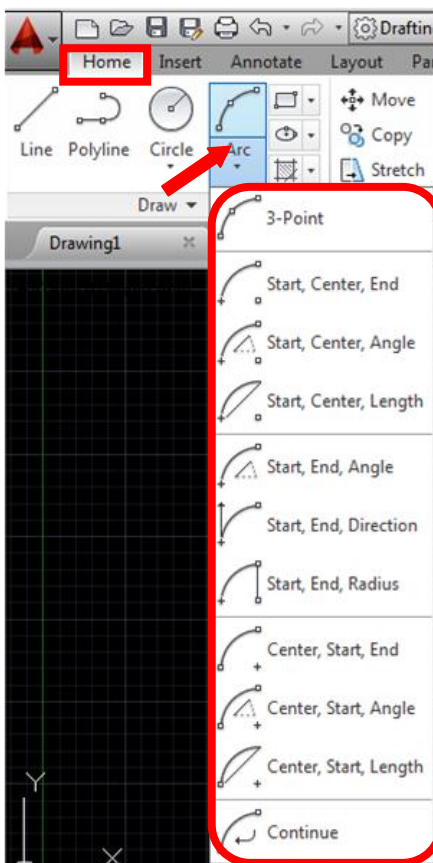 Drafting
Home Insert Annotate Layout Pa
Line Polyline Circle Arc
Move
Copy
Stretch
Draw
Drawing1
3-Point
Start, Center, End
Start, Center, Angle
Start, Center, Length
Start, End, Angle
Start, End, Direction
Start, End, Radius
Center, Start, End
Center, Start, Angle
Center, Start, Length
Continue
Y
X